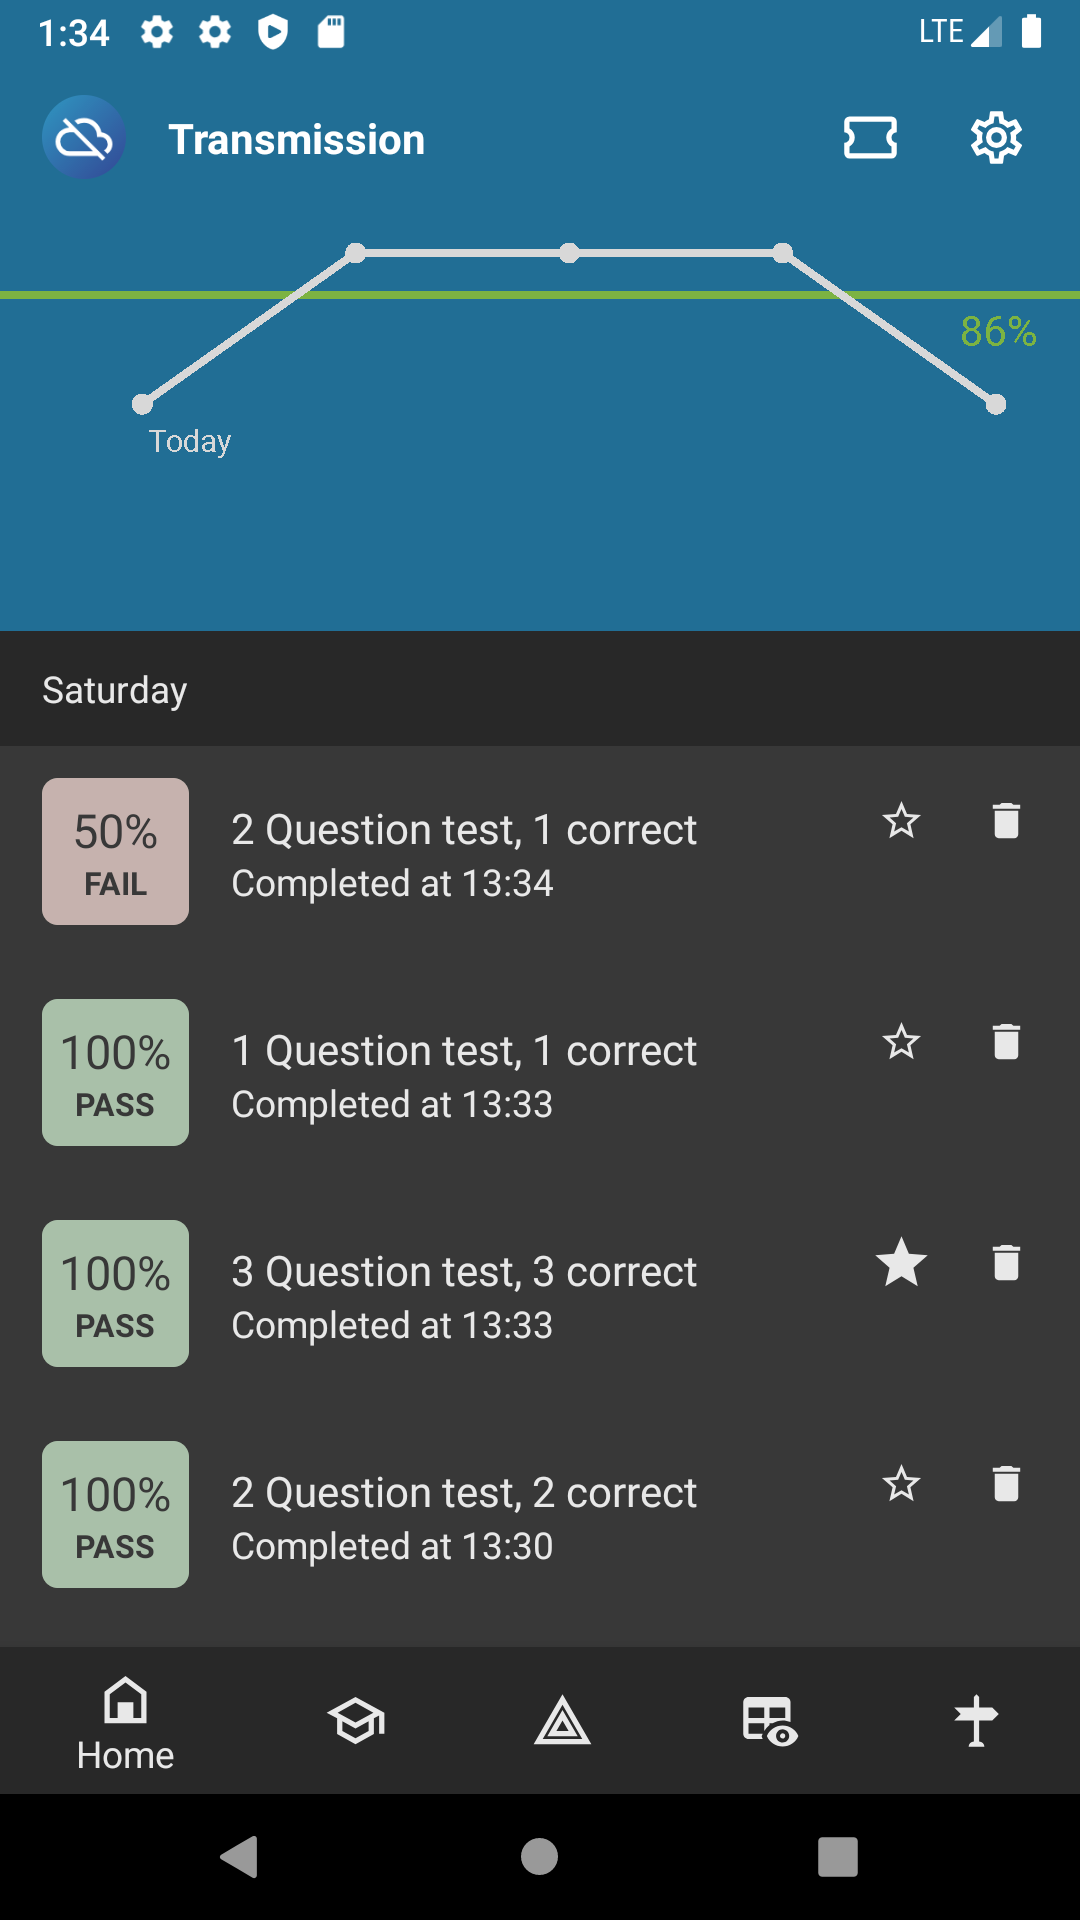 1:34 LTE
Transmission
86%
Today
Saturday
50%
FAIL
2 Question test, 1 correct
Completed at 13:34
100%
PASS
1 Question test, 1 correct
Completed at 13:33
100%
PASS
3 Question test, 3 correct
Completed at 13:33
100%
PASS
2 Question test, 2 correct
Completed at 13:30
Home